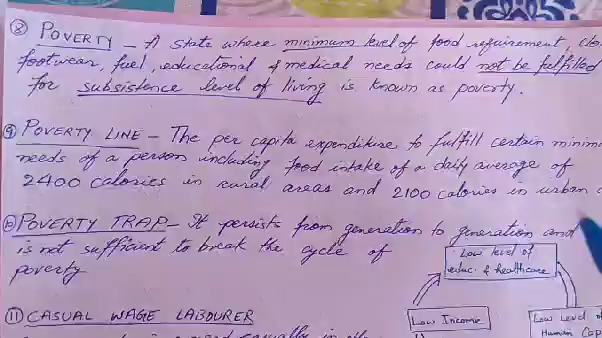 ⑧ POVERTY - A state where minimum level of food requirement,
footwear, fuel, educational & medical needs could not be fulfilled
for subsistence level of living is known as poverty.
⑨ POVERTY LINE - The per capita expenditure to fulfill certain
needs of a person including food intake of a daily average of
2400 calories in rural areas and 2100 calories in urban
⑩ POVERTY TRAP - It persists from generation to generation and
is not sufficient to break the cycle of
poverty
Low level of
educ. & healthcare
⑪ CASUAL WAGE LABOURER
Low Income
Low Level
Human